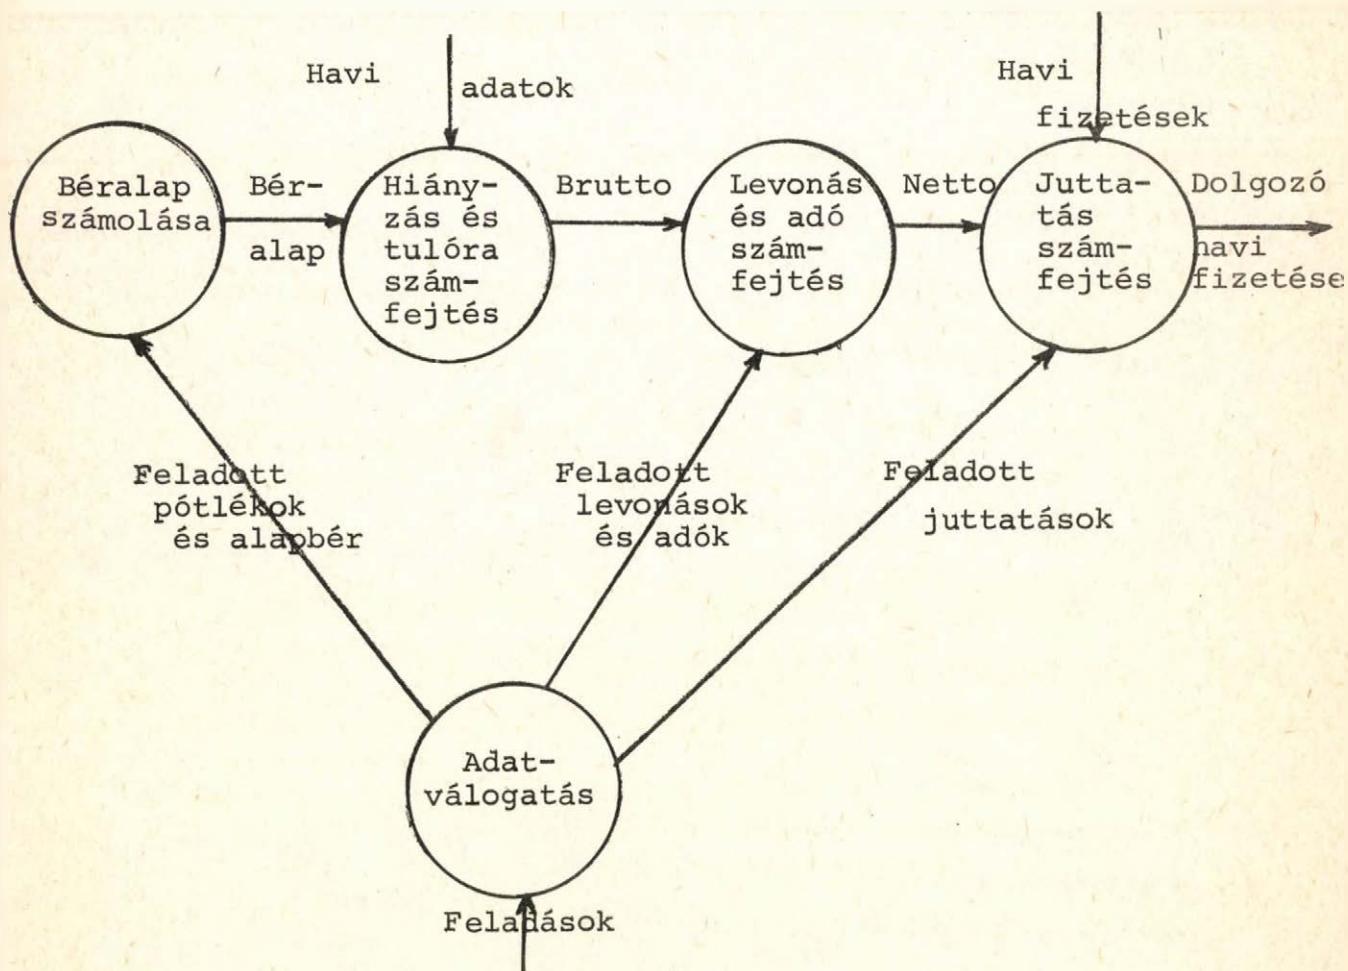 Havi
adatok
Havi
fizetések
Béralap
számolása
Bér-
alap
Hiány-
zás és
tulóra
szám-
fejtés
Brutto
Levonás
és adó
szám-
fejtés
Netto
Jutta-
tás
szám-
fejtés
Dolgozó
havi
fizetése
Feladott
pótlékok
és alapbér
Feladott
levonások
és adók
Feladott
juttatások
Adat-
válogatás
Feladások